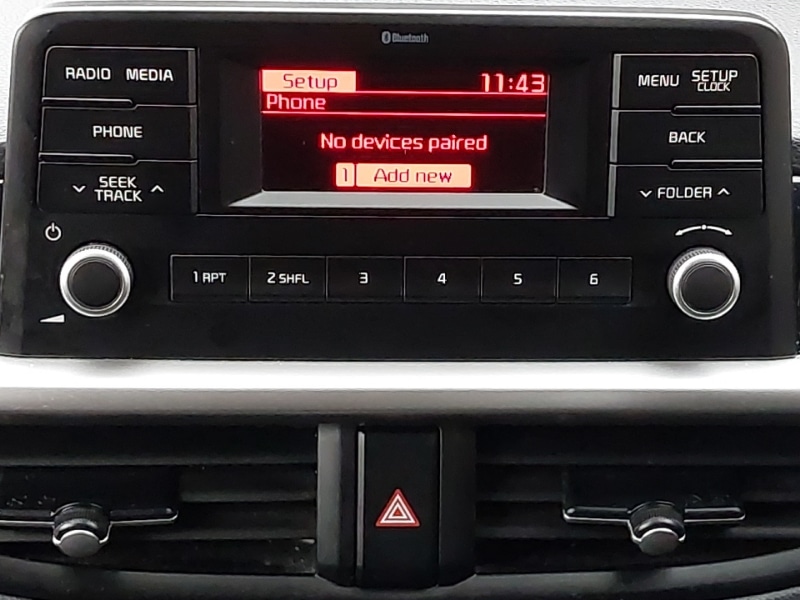 Bluetooth
RADIO MEDIA
PHONE
SEEK
TRACK
Setup 11:43
Phone
No devices paired
1 Add new
MENU SETUP
CLOCK
BACK
FOLDER
1 RPT 2 SHFL 3 4 5 6